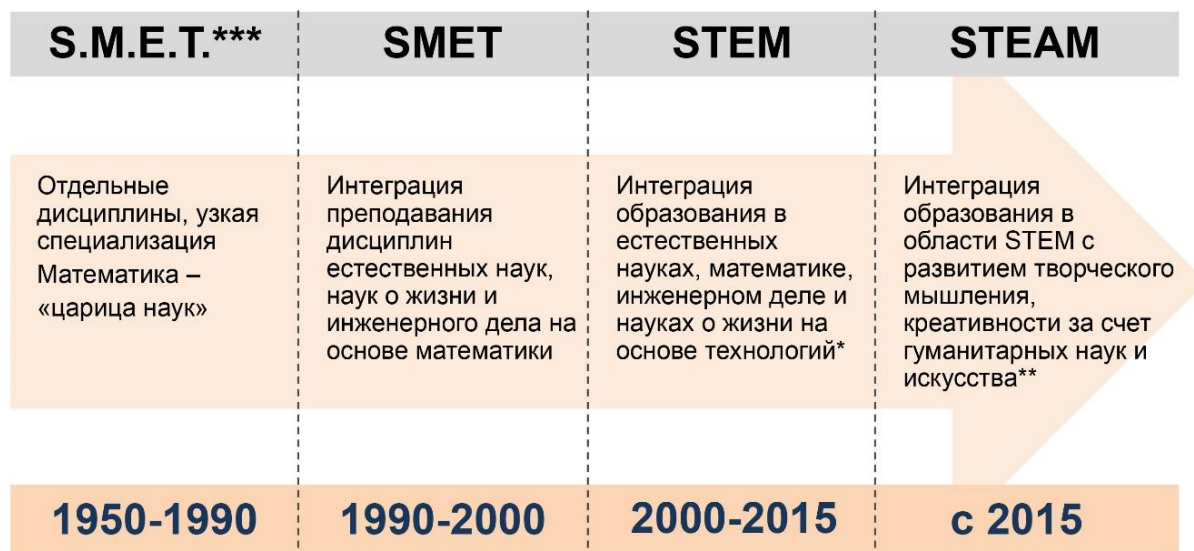 S.M.E.T.***
SMET
STEM
STEAM
Отдельные
дисциплины, узкая
специализация
Математика –
«царица наук»
Интеграция
преподавания
дисциплин
естественных наук,
наук о жизни и
инженерного дела на
основе математики
Интеграция
образования в
естественных
науках, математике,
инженерном деле и
науках о жизни на
основе технологий*
Интеграция
образования в
области STEM с
развитием творческого
мышления,
креативности за счет
гуманитарных наук и
искусства**
1950-1990
1990-2000
2000-2015
с 2015